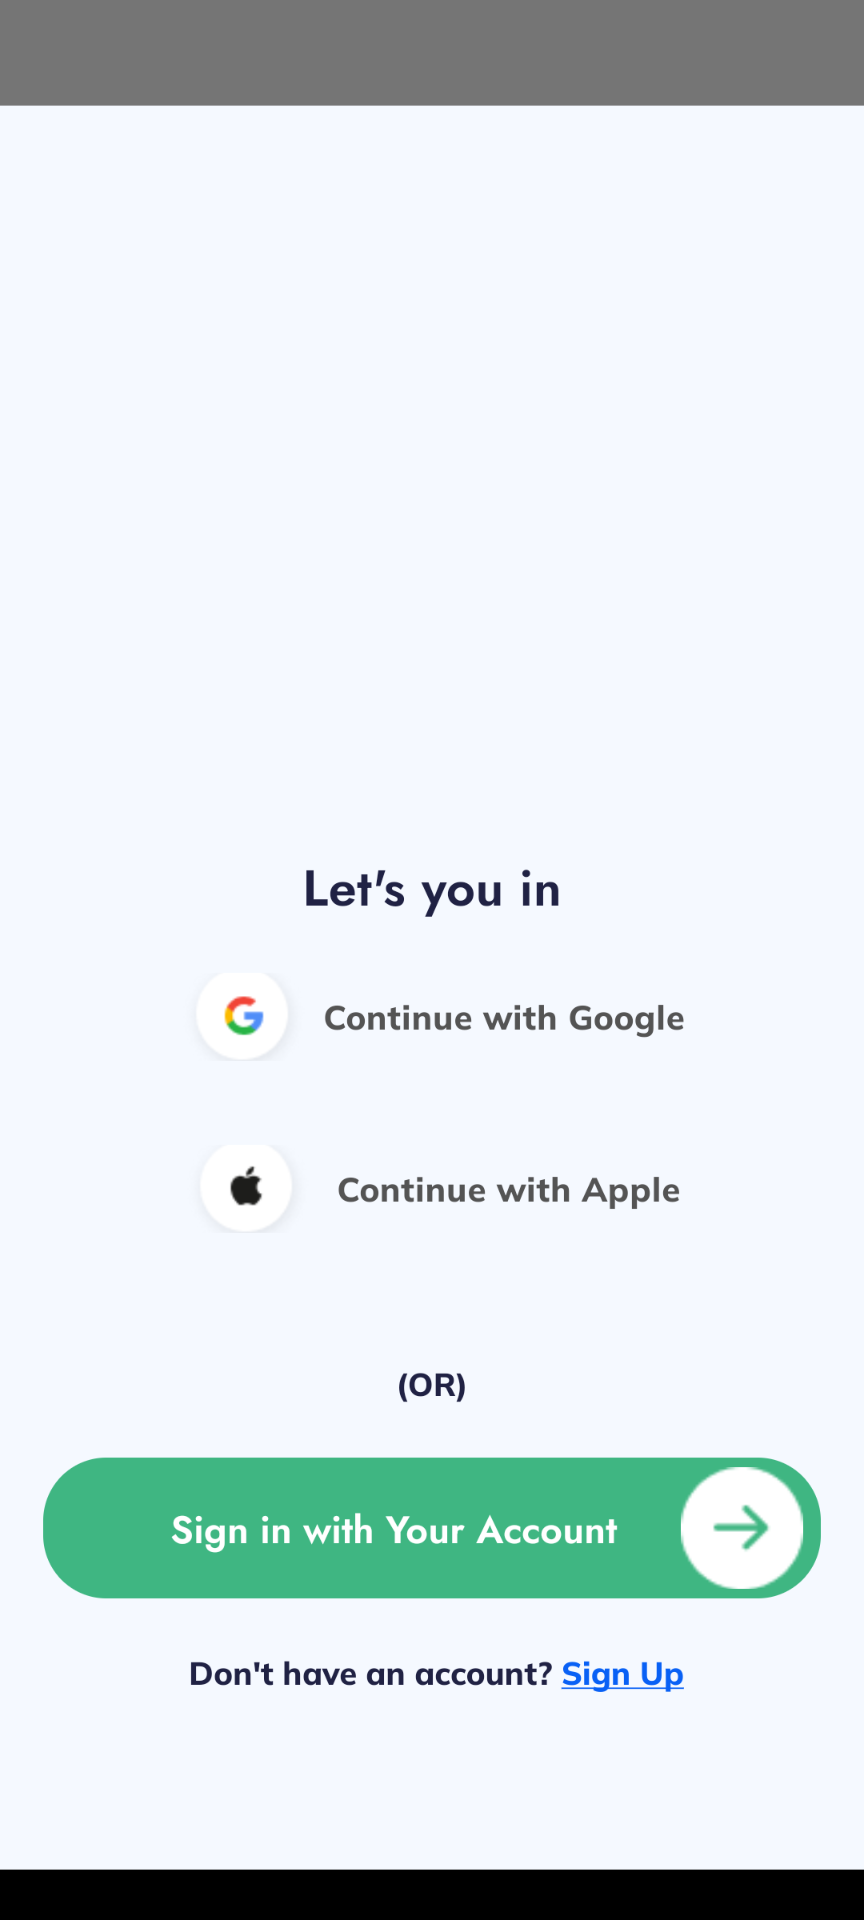 Let's you in
Continue with Google
Continue with Apple
(OR)
Sign in with Your Account
Don't have an account? Sign Up